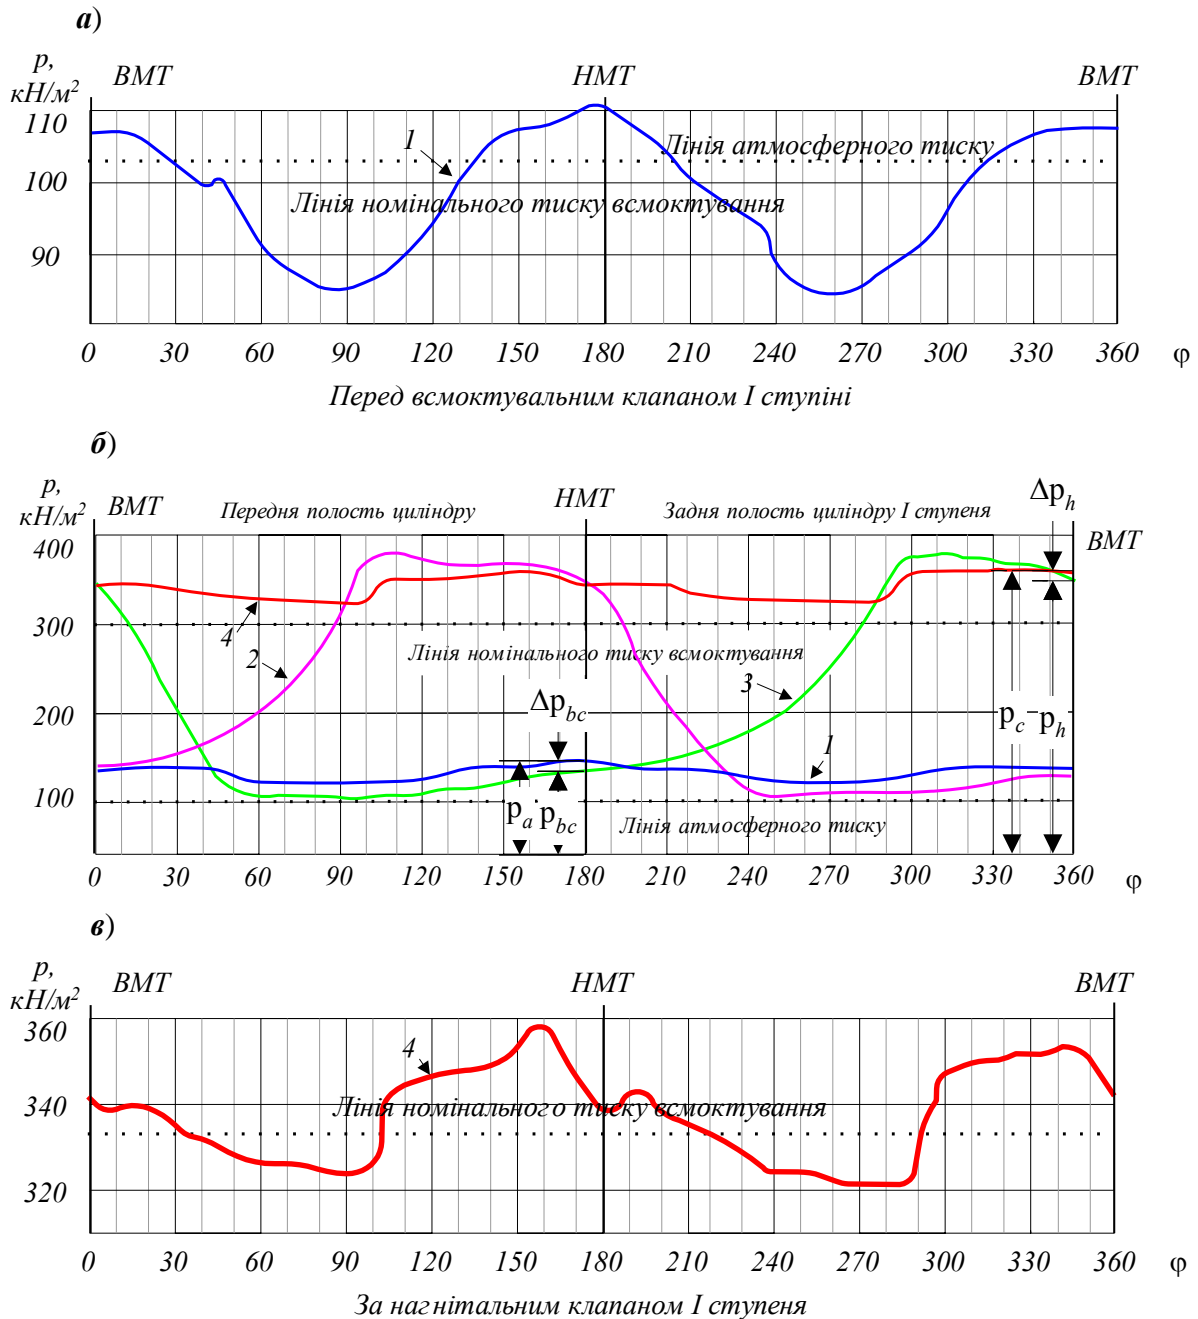 а)
р,
кН/м²
ВМТ
НМТ
ВМТ
110
1
Лінія атмосферного тиску
100
Лінія номінального тиску всмоктування
90
0 30 60 90 120 150 180 210 240 270 300 330 360 φ
Перед всмоктувальним клапаном I ступіні
б)
р,
кН/м²
ВМТ
Передня полость циліндру
НМТ
Задня полость циліндру I ступеня
Δp_h
ВМТ
400
300
4
2
Лінія номінального тиску всмоктування
3
200
Δp_bc
p_c p_h
1
100
p_a p_bc
Лінія атмосферного тиску
0 30 60 90 120 150 180 210 240 270 300 330 360 φ
в)
р,
кН/м²
ВМТ
НМТ
ВМТ
360
4
340
Лінія номінального тиску всмоктування
320
0 30 60 90 120 150 180 210 240 270 300 330 360 φ
За нагнітальним клапаном I ступеня